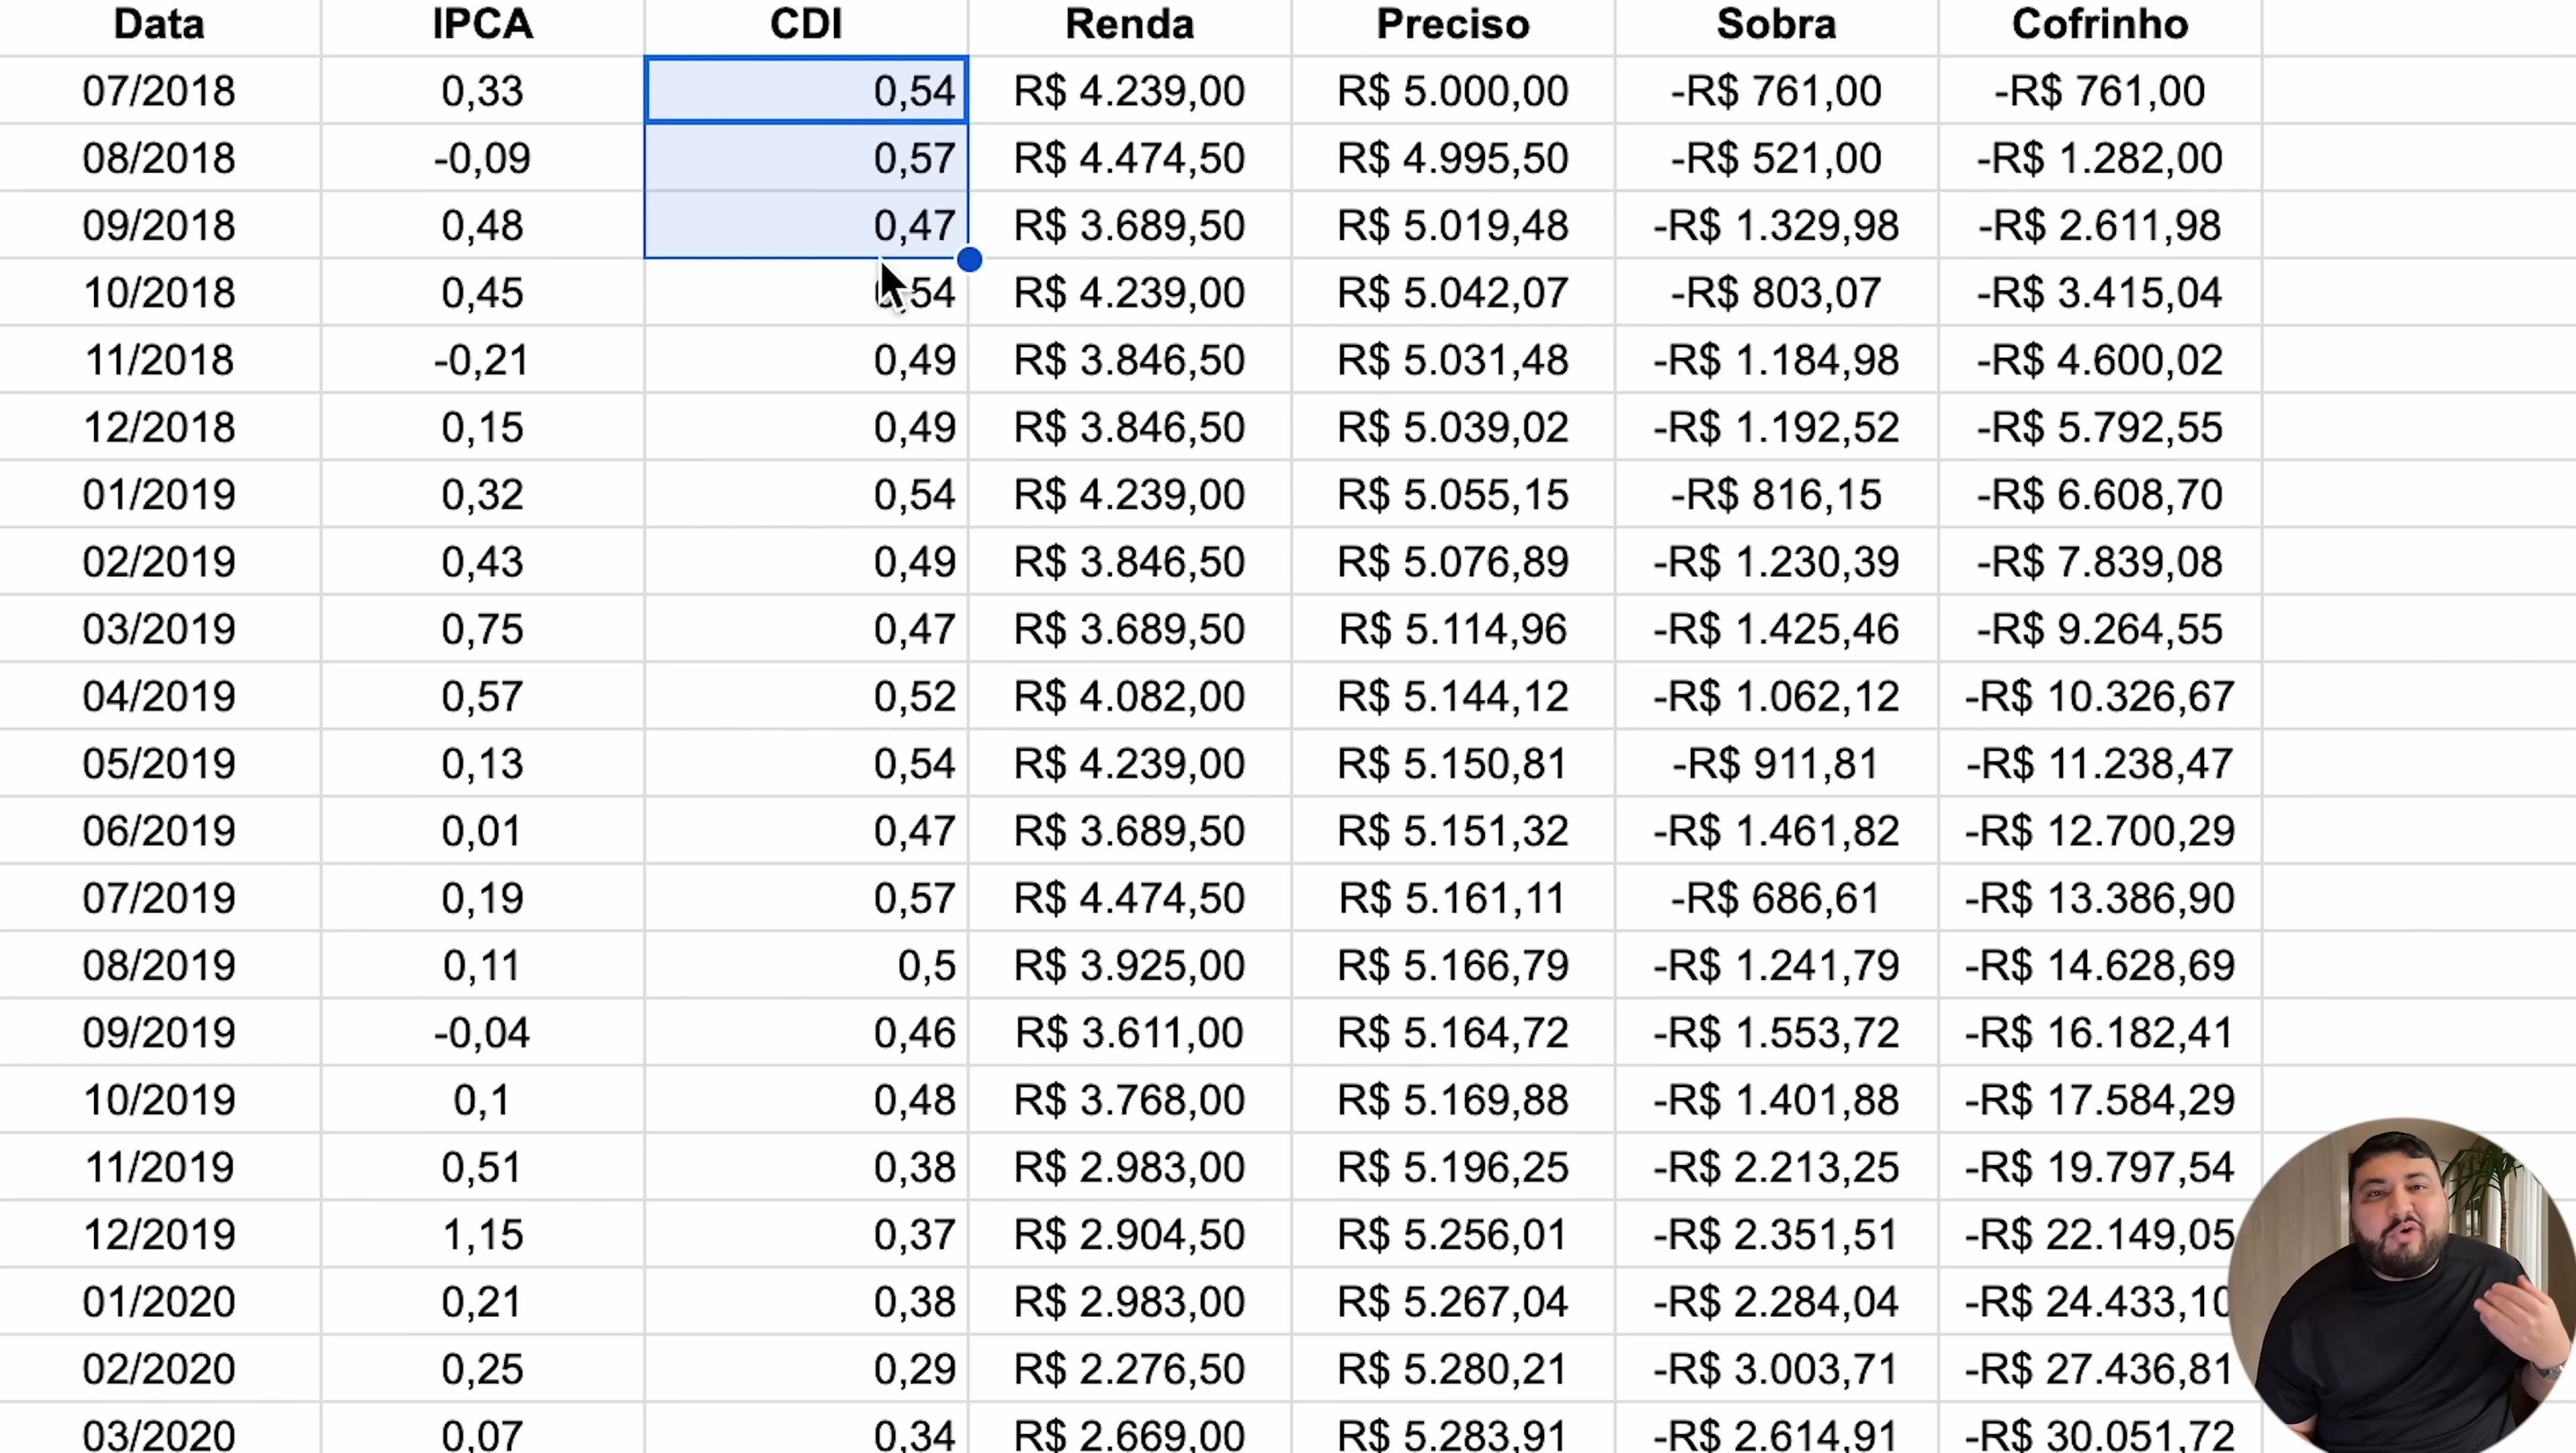 Data IPCA CDI Renda Preciso Sobra Cofrinho
07/2018 0,33 0,54 R$ 4.239,00 R$ 5.000,00 -R$ 761,00 -R$ 761,00
08/2018 -0,09 0,57 R$ 4.474,50 R$ 4.995,50 -R$ 521,00 -R$ 1.282,00
09/2018 0,48 0,47 R$ 3.689,50 R$ 5.019,48 -R$ 1.329,98 -R$ 2.611,98
10/2018 0,45 0,54 R$ 4.239,00 R$ 5.042,07 -R$ 803,07 -R$ 3.415,04
11/2018 -0,21 0,49 R$ 3.846,50 R$ 5.031,48 -R$ 1.184,98 -R$ 4.600,02
12/2018 0,15 0,49 R$ 3.846,50 R$ 5.039,02 -R$ 1.192,52 -R$ 5.792,55
01/2019 0,32 0,54 R$ 4.239,00 R$ 5.055,15 -R$ 816,15 -R$ 6.608,70
02/2019 0,43 0,49 R$ 3.846,50 R$ 5.076,89 -R$ 1.230,39 -R$ 7.839,08
03/2019 0,75 0,47 R$ 3.689,50 R$ 5.114,96 -R$ 1.425,46 -R$ 9.264,55
04/2019 0,57 0,52 R$ 4.082,00 R$ 5.144,12 -R$ 1.062,12 -R$ 10.326,67
05/2019 0,13 0,54 R$ 4.239,00 R$ 5.150,81 -R$ 911,81 -R$ 11.238,47
06/2019 0,01 0,47 R$ 3.689,50 R$ 5.151,32 -R$ 1.461,82 -R$ 12.700,29
07/2019 0,19 0,57 R$ 4.474,50 R$ 5.161,11 -R$ 686,61 -R$ 13.386,90
08/2019 0,11 0,5 R$ 3.925,00 R$ 5.166,79 -R$ 1.241,79 -R$ 14.628,69
09/2019 -0,04 0,46 R$ 3.611,00 R$ 5.164,72 -R$ 1.553,72 -R$ 16.182,41
10/2019 0,1 0,48 R$ 3.768,00 R$ 5.169,88 -R$ 1.401,88 -R$ 17.584,29
11/2019 0,51 0,38 R$ 2.983,00 R$ 5.196,25 -R$ 2.213,25 -R$ 19.797,54
12/2019 1,15 0,37 R$ 2.904,50 R$ 5.256,01 -R$ 2.351,51 -R$ 22.149,05
01/2020 0,21 0,38 R$ 2.983,00 R$ 5.267,04 -R$ 2.284,04 -R$ 24.433,10
02/2020 0,25 0,29 R$ 2.276,50 R$ 5.280,21 -R$ 3.003,71 -R$ 27.436,81
03/2020 0,07 0,34 R$ 2.669,00 R$ 5.283,91 -R$ 2.614,91 -R$ 30.051,72